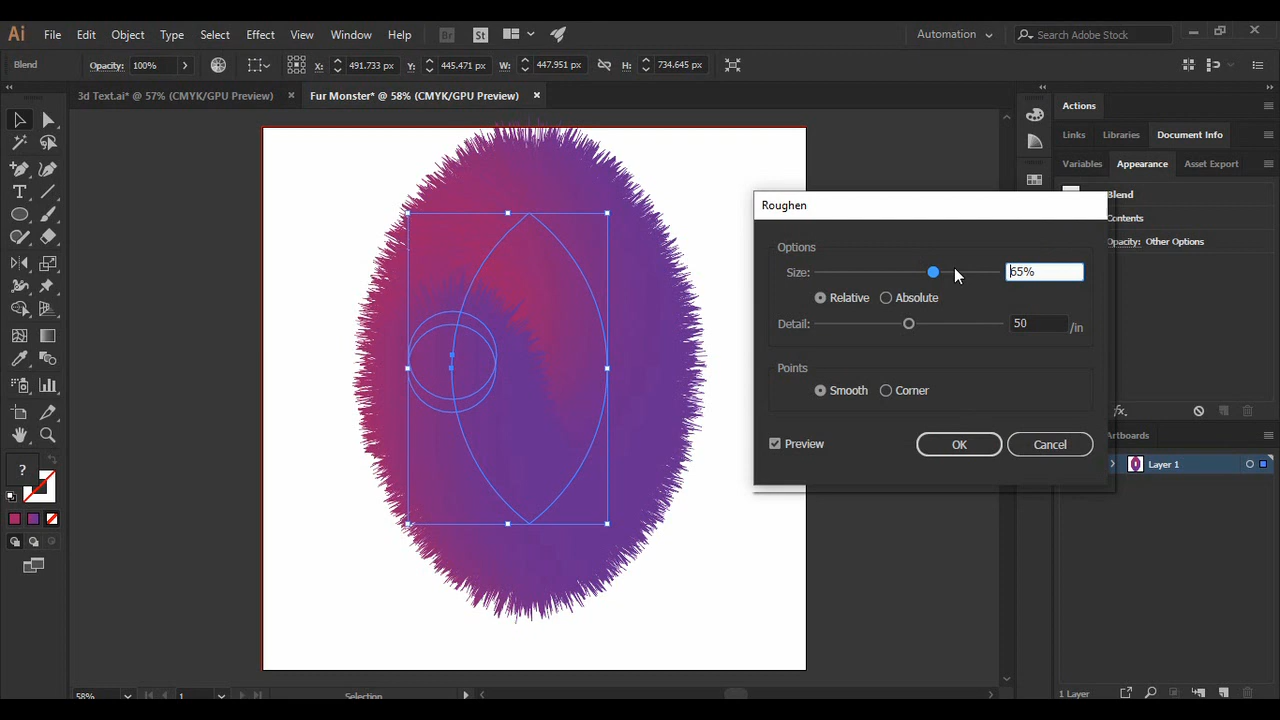 Ai File Edit Object Type Select Effect View Window Help Br St Automation Search Adobe Stock
Blend Opacity: 100% X: 491.733 px Y: 445.471 px W: 447.951 px H: 734.645 px
3d Text.ai* @ 57% (CMYK/GPU Preview) Fur Monster* @ 58% (CMYK/GPU Preview)
Actions
Links Libraries Document Info
Variables Appearance Asset Export
Blend
Contents
Opacity: Other Options
fx.
Artboards
Layer 1
1 Layer
Roughen
Options
Size: 65%
Relative Absolute
Detail: 50 /in
Points
Smooth Corner
Preview OK Cancel
?
58% 1 Selection